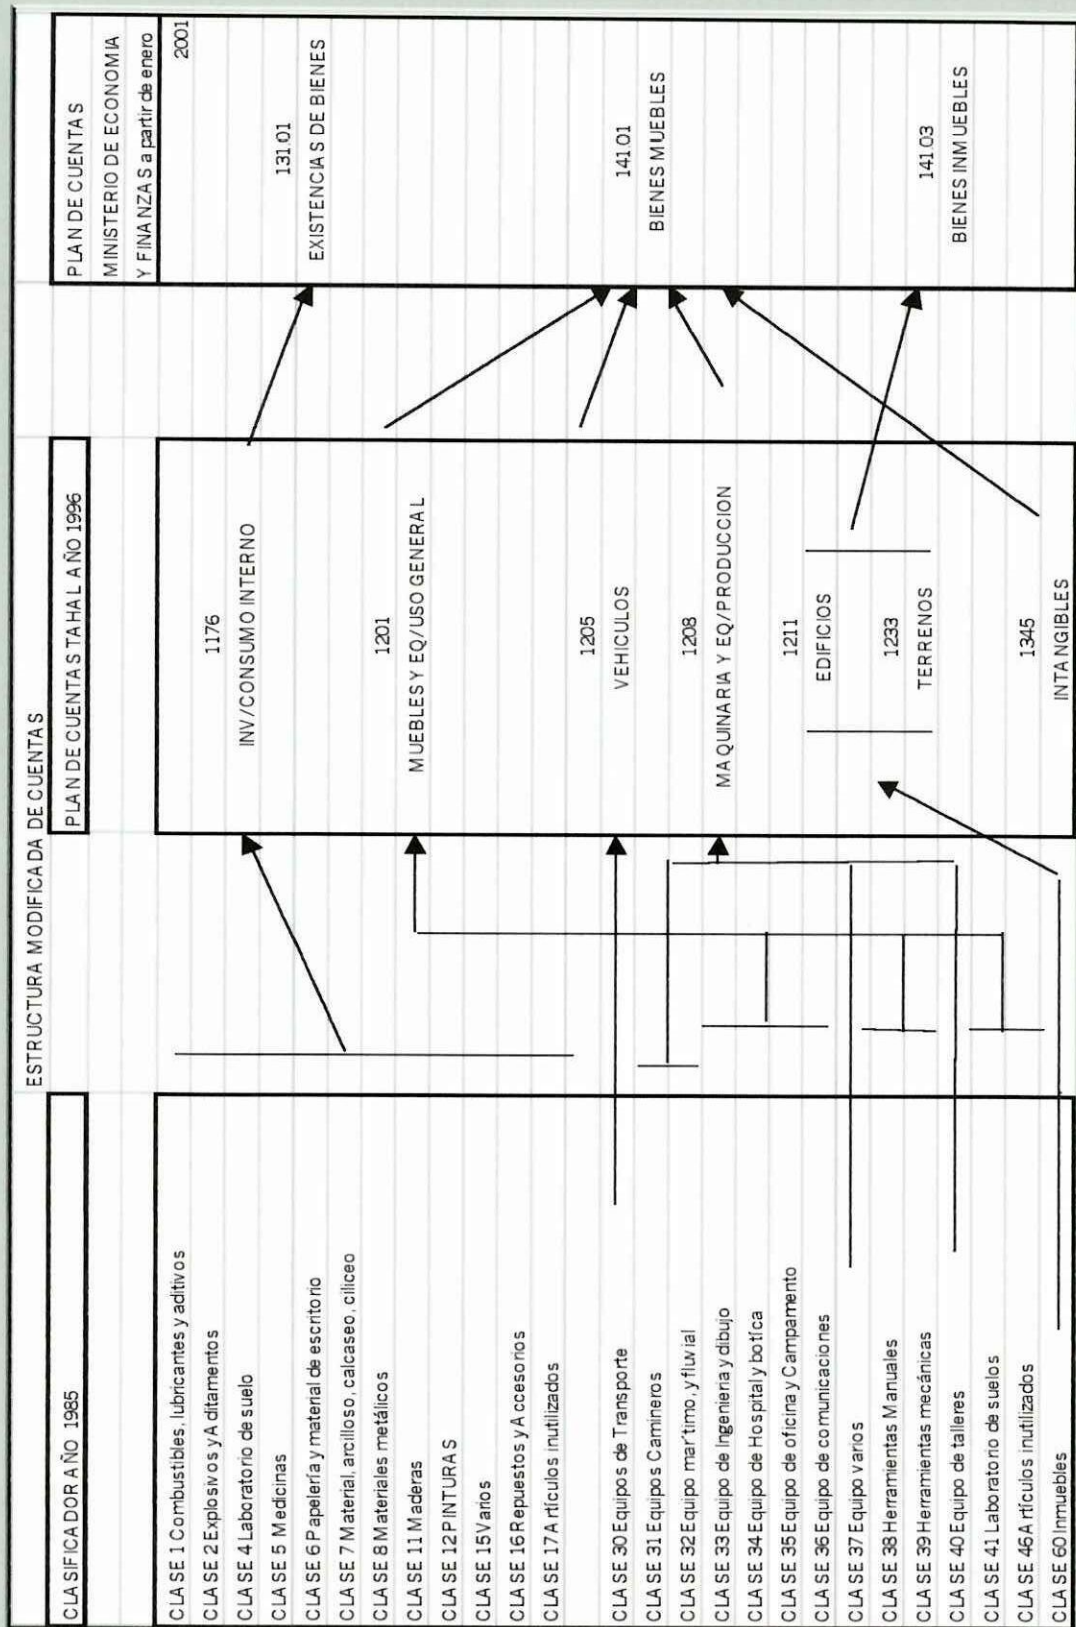 ESTRUCTURA MODIFICADA DE CUENTAS
CLASIFICADOR AÑO 1985
CLASE 1 Combustibles, lubricantes y aditivos
CLASE 2 Explosivos y Aditamentos
CLASE 4 Laboratorio de suelo
CLASE 5 Medicinas
CLASE 6 Papelería y material de escritorio
CLASE 7 Material, arcilloso, calcaseo, ciliceo
CLASE 8 Materiales metálicos
CLASE 11 Maderas
CLASE 12 PINTURAS
CLASE 15 Varios
CLASE 16 Repuestos y Accesorios
CLASE 17 Artículos inutilizados
CLASE 30 Equipos de Transporte
CLASE 31 Equipos Camineros
CLASE 32 Equipo mar'timo, y fluvial
CLASE 33 Equipo de Ingenieria y dibujo
CLASE 34 Equipo de Hospital y botíca
CLASE 35 Equipo de oficina y Campamento
CLASE 36 Equipo de comunicaciones
CLASE 37 Equipo varios
CLASE 38 Herramientas Manuales
CLASE 39 Herramientas mecánicas
CLASE 40 Equipo de talleres
CLASE 41 Laboratorio de suelos
CLASE 46 Artículos inutilizados
CLASE 60 Inmuebles
PLAN DE CUENTAS TAHAL AÑO 1996
1176
INV/CONSUMO INTERNO
1201
MUEBLES Y EQ/USO GENERAL
1205
VEHICULOS
1208
MAQUINARIA Y EQ/PRODUCCION
1211
EDIFICIOS
1233
TERRENOS
1345
INTANGIBLES
PLAN DE CUENTAS
MINISTERIO DE ECONOMIA
Y FINANZAS a partir de enero
2001
131.01
EXISTENCIAS DE BIENES
141.01
BIENES MUEBLES
141.03
BIENES INMUEBLES